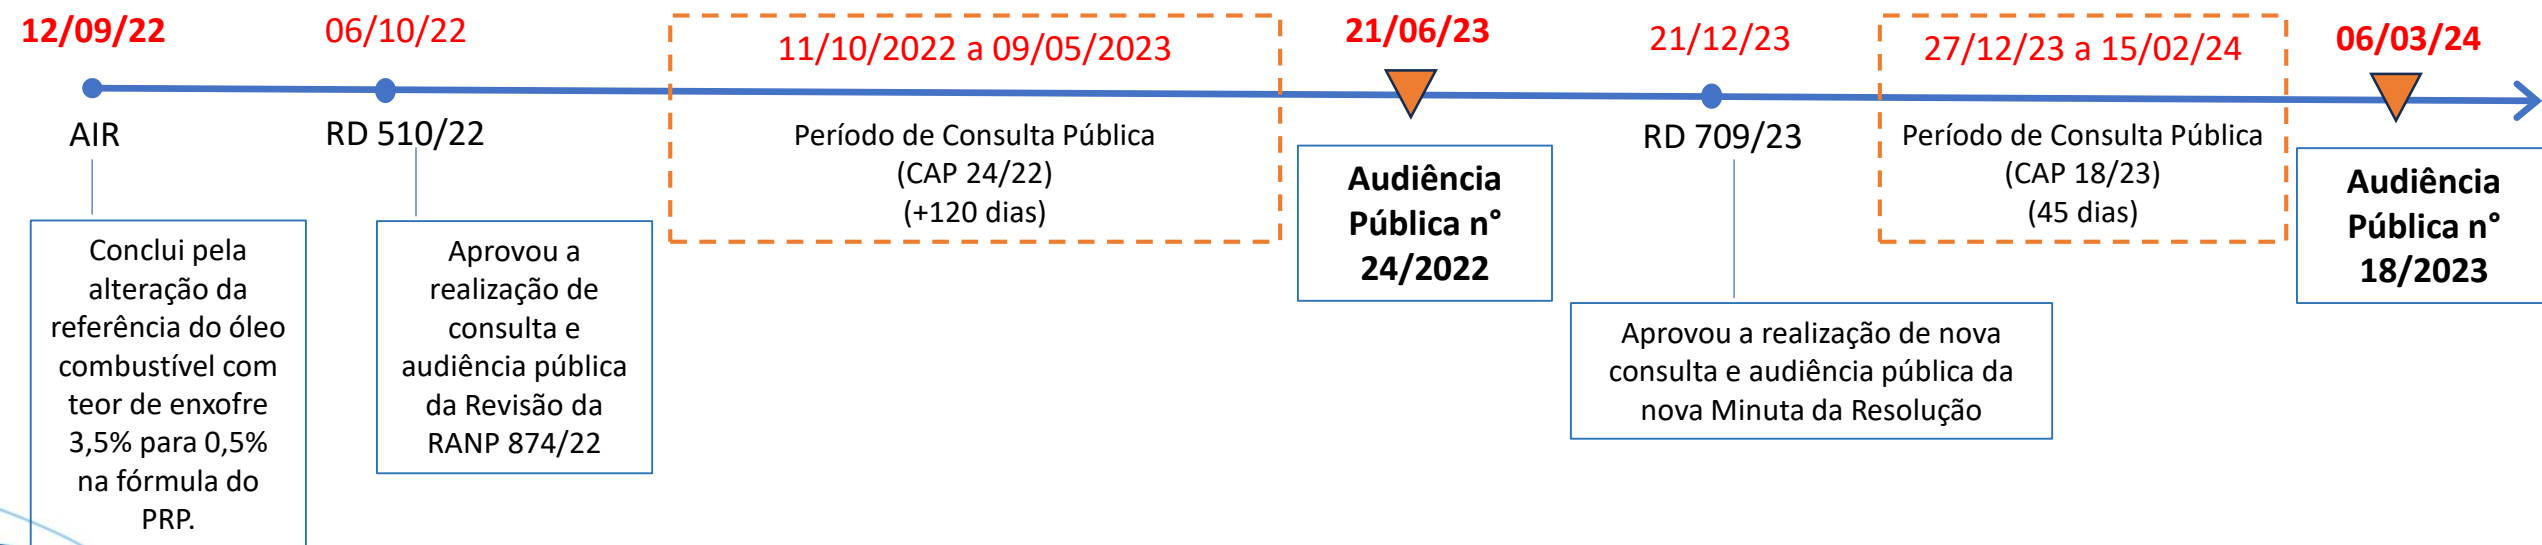 12/09/22
AIR
Conclui pela
alteração da
referência do óleo
combustível com
teor de enxofre
3,5% para 0,5%
na fórmula do
PRP.
06/10/22
RD 510/22
Aprovou a
realização de
consulta e
audiência pública
da Revisão da
RANP 874/22
11/10/2022 a 09/05/2023
Período de Consulta Pública
(CAP 24/22)
(+120 dias)
21/06/23
Audiência
Pública n°
24/2022
21/12/23
RD 709/23
Aprovou a realização de nova
consulta e audiência pública da
nova Minuta da Resolução
27/12/23 a 15/02/24
Período de Consulta Pública
(CAP 18/23)
(45 dias)
06/03/24
Audiência
Pública n°
18/2023